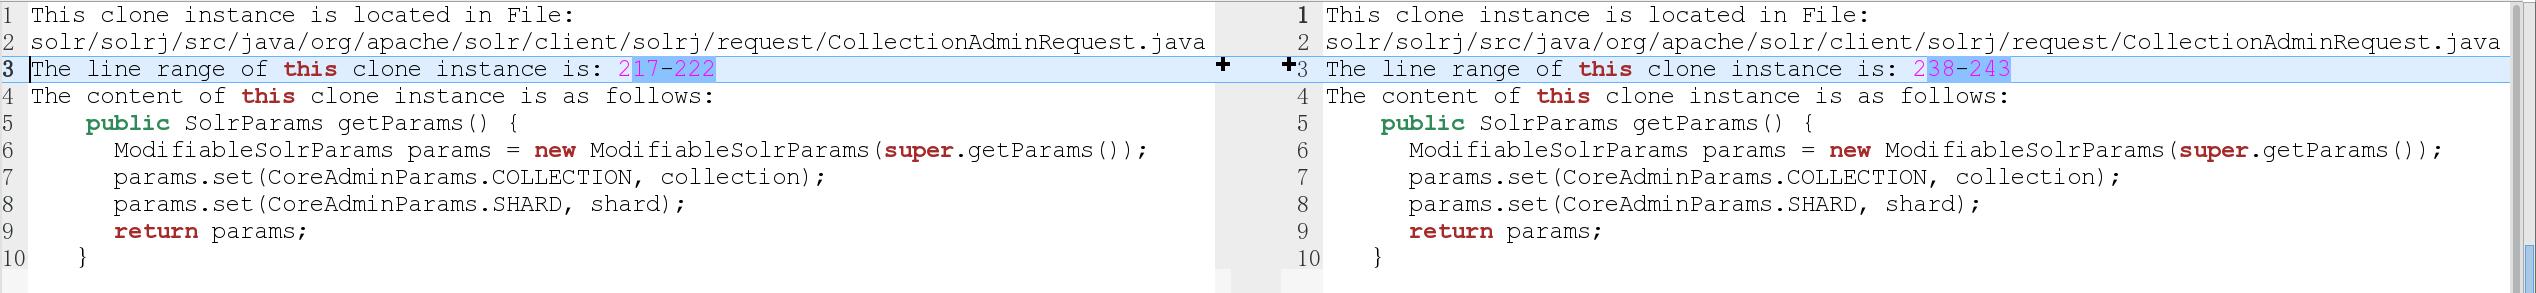 1 This clone instance is located in File:
2 solr/solrj/src/java/org/apache/solr/client/solrj/request/CollectionAdminRequest.java
3 The line range of this clone instance is: 217-222
4 The content of this clone instance is as follows:
5 public SolrParams getParams() {
6 ModifiableSolrParams params = new ModifiableSolrParams(super.getParams());
7 params.set(CoreAdminParams.COLLECTION, collection);
8 params.set(CoreAdminParams.SHARD, shard);
9 return params;
10 }
1 This clone instance is located in File:
2 solr/solrj/src/java/org/apache/solr/client/solrj/request/CollectionAdminRequest.java
3 The line range of this clone instance is: 238-243
4 The content of this clone instance is as follows:
5 public SolrParams getParams() {
6 ModifiableSolrParams params = new ModifiableSolrParams(super.getParams());
7 params.set(CoreAdminParams.COLLECTION, collection);
8 params.set(CoreAdminParams.SHARD, shard);
9 return params;
10 }